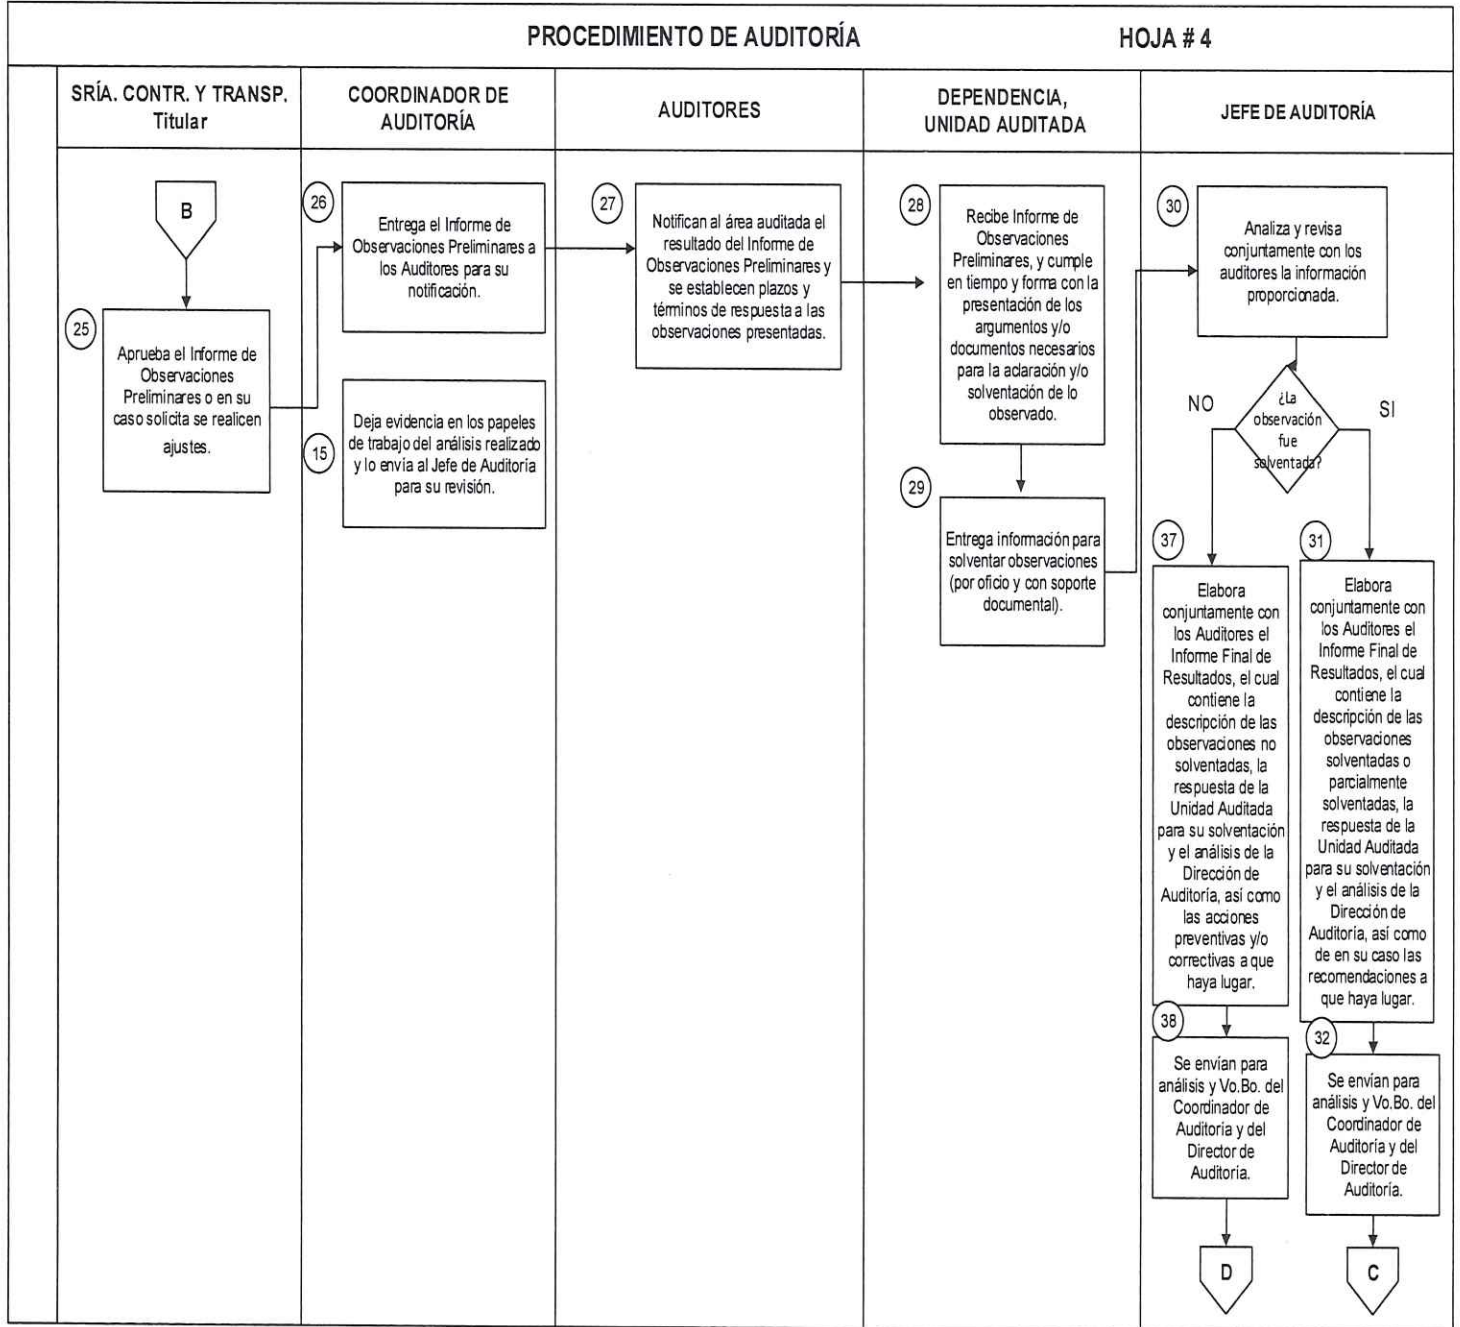 PROCEDIMIENTO DE AUDITORÍA
HOJA # 4
SRÍA. CONTR. Y TRANSP.
Titular
COORDINADOR DE
AUDITORÍA
AUDITORES
DEPENDENCIA,
UNIDAD AUDITADA
JEFE DE AUDITORÍA
B
25
Aprueba el Informe de
Observaciones
Preliminares o en su
caso solicita se realicen
ajustes.
26
Entrega el Informe de
Observaciones Preliminares a
los Auditores para su
notificación.
15
Deja evidencia en los papeles
de trabajo del análisis realizado
y lo envía al Jefe de Auditoría
para su revisión.
27
Notifican al área auditada el
resultado del Informe de
Observaciones Preliminares y
se establecen plazos y
términos de respuesta a las
observaciones presentadas.
28
Recibe Informe de
Observaciones
Preliminares, y cumple
en tiempo y forma con la
presentación de los
argumentos y/o
documentos necesarios
para la aclaración y/o
solventación de lo
observado.
29
Entrega información para
solventar observaciones
(por oficio y con soporte
documental).
30
Analiza y revisa
conjuntamente con los
auditores la información
proporcionada.
NO
¿La
observación
fue
solventada?
SI
37
Elabora
conjuntamente con
los Auditores el
Informe Final de
Resultados, el cual
contiene la
descripción de las
observaciones no
solventadas, la
respuesta de la
Unidad Auditada
para su solventación
y el análisis de la
Dirección de
Auditoría, así como
las acciones
preventivas y/o
correctivas a que
haya lugar.
38
Se envían para
análisis y Vo.Bo. del
Coordinador de
Auditoría y del
Director de
Auditoría.
D
31
Elabora
conjuntamente con
los Auditores el
Informe Final de
Resultados, el cual
contiene la
descripción de las
observaciones
solventadas o
parcialmente
solventadas, la
respuesta de la
Unidad Auditada
para su solventación
y el análisis de la
Dirección de
Auditoría, así como
de en su caso las
recomendaciones a
que haya lugar.
32
Se envían para
análisis y Vo.Bo. del
Coordinador de
Auditoría y del
Director de
Auditoría.
C